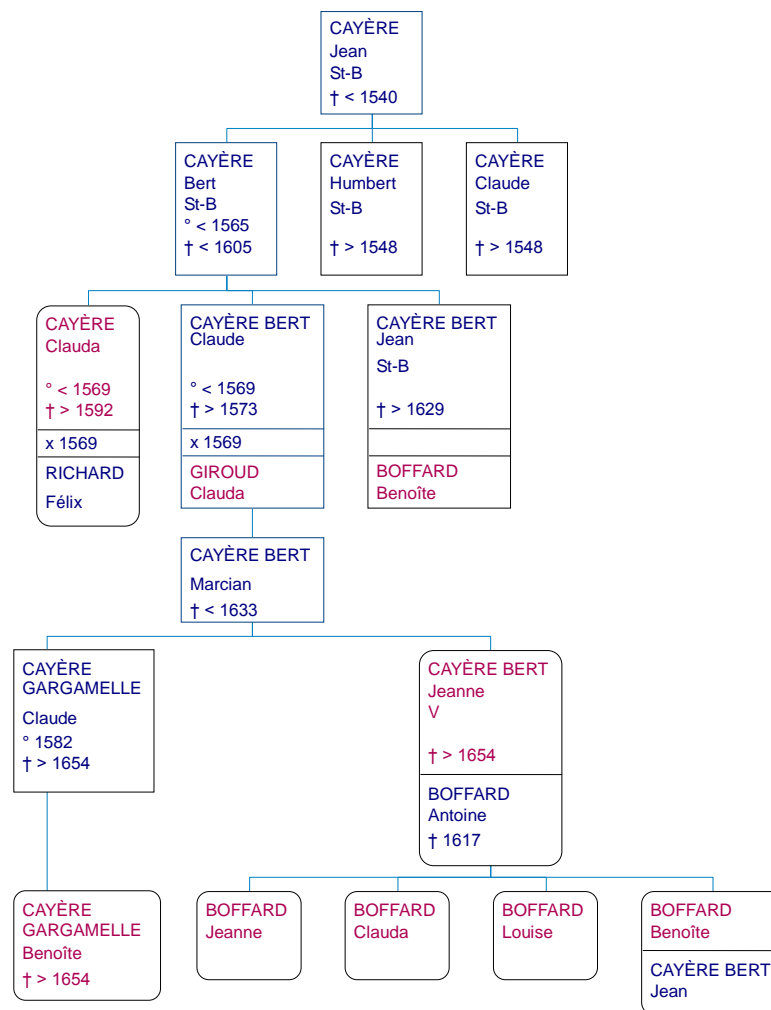 CAYÈRE
Jean
St-B
† < 1540
CAYÈRE
Bert
St-B
° < 1565
† < 1605
CAYÈRE
Humbert
St-B
† > 1548
CAYÈRE
Claude
St-B
† > 1548
CAYÈRE
Clauda
° < 1569
† > 1592
x 1569
RICHARD
Félix
CAYÈRE BERT
Claude
° < 1569
† > 1573
x 1569
GIROUD
Clauda
CAYÈRE BERT
Jean
St-B
† > 1629
BOFFARD
Benoîte
CAYÈRE BERT
Marcian
† < 1633
CAYÈRE
GARGAMELLE
Claude
° 1582
† > 1654
CAYÈRE BERT
Jeanne
V
† > 1654
BOFFARD
Antoine
† 1617
CAYÈRE
GARGAMELLE
Benoîte
† > 1654
BOFFARD
Jeanne
BOFFARD
Clauda
BOFFARD
Louise
BOFFARD
Benoîte
CAYÈRE BERT
Jean